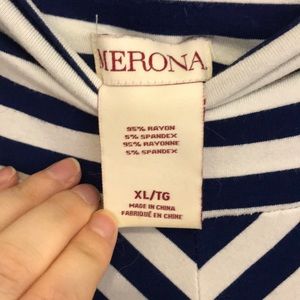 MERONA
95% RAYON
5% SPANDEX
95% RAYONNE
5% SPANDEX
XL/TG
MADE IN CHINA
FABRIQUÉ EN CHINE